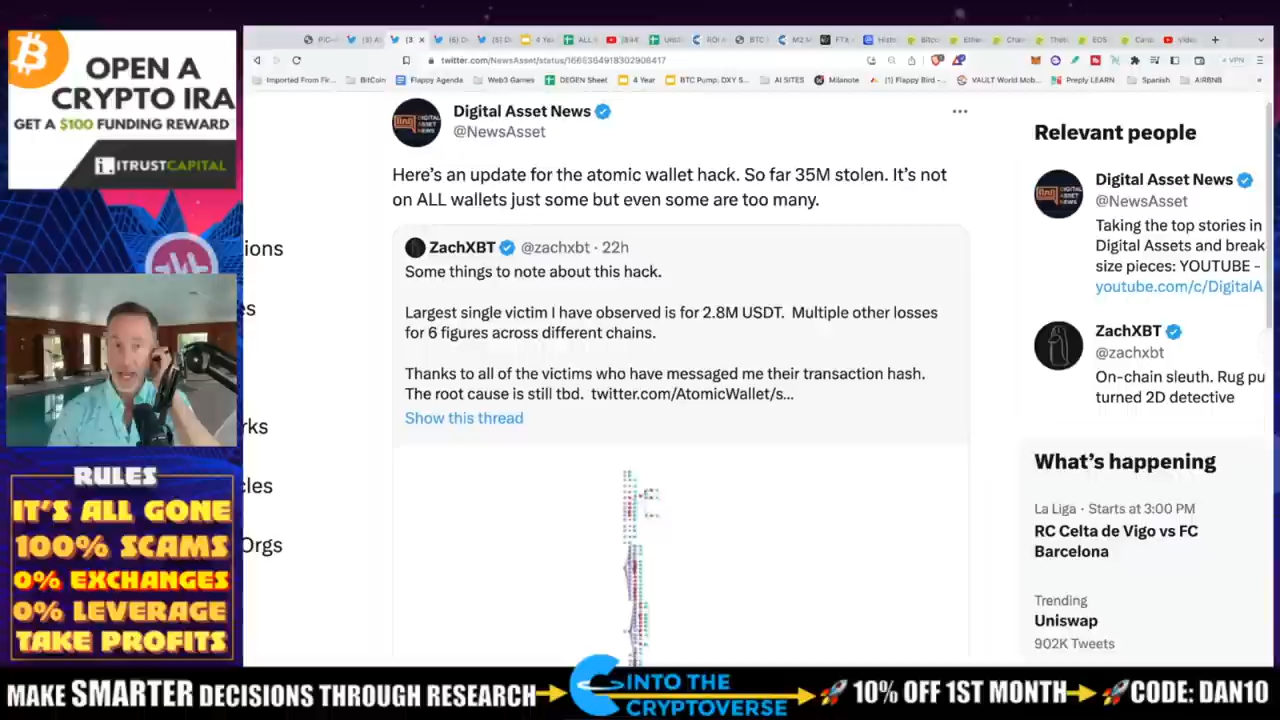 OPEN A
CRYPTO IRA
GET A $100 FUNDING REWARD
ITRUSTCAPITAL
RULES
IT'S ALL GONE
100% SCAMS
0% EXCHANGES
0% LEVERAGE
TAKE PROFITS
twitter.com/NewsAsset/status/1665364918302908417
4 VPN
Imported From Fir...
BitCoin
Flappy Agenda
Web3 Games
DEGEN Sheet
4 Year
BTC Pump: DXY S...
AI SITES
Milanote
(1) Flappy Bird -...
VAULT World Mob...
Preply LEARN
Spanish
AIRBNB
ions
es
rks
cles
Orgs
Digital Asset News
@NewsAsset
Here's an update for the atomic wallet hack. So far 35M stolen. It's not
on ALL wallets just some but even some are too many.
ZachXBT @zachxbt · 22h
Some things to note about this hack.
Largest single victim I have observed is for 2.8M USDT. Multiple other losses
for 6 figures across different chains.
Thanks to all of the victims who have messaged me their transaction hash.
The root cause is still tbd. twitter.com/AtomicWallet/s...
Show this thread
Relevant people
Digital Asset News
@NewsAsset
Taking the top stories in
Digital Assets and break
size pieces: YOUTUBE -
youtube.com/c/DigitalA
ZachXBT
@zachxbt
On-chain sleuth. Rug pu
turned 2D detective
What's happening
La Liga · Starts at 3:00 PM
RC Celta de Vigo vs FC
Barcelona
Trending
Uniswap
902K Tweets
MAKE SMARTER DECISIONS THROUGH RESEARCH
INTO THE
CRYPTOVERSE
10% OFF 1ST MONTH
CODE: DAN10